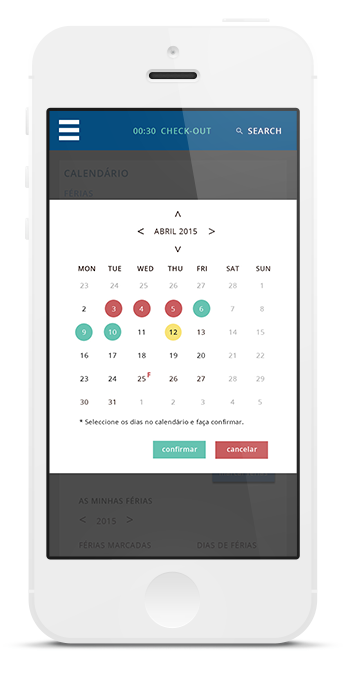 00:30 CHECK-OUT SEARCH
CALENDÁRIO
FÉRIAS
< ABRIL 2015 >
MON TUE WED THU FRI SAT SUN
23 24 25 26 27 28 1
2 3 4 5 6 7 8
9 10 11 12 13 14 15
16 17 18 19 20 21 22
23 24 25F 26 27 28 29
30 31 1 2 3 4 5
* Seleccione os dias no calendário e faça confirmar.
confirmar cancelar
AS MINHAS FÉRIAS
< 2015 >
FÉRIAS MARCADAS DIAS DE FÉRIAS